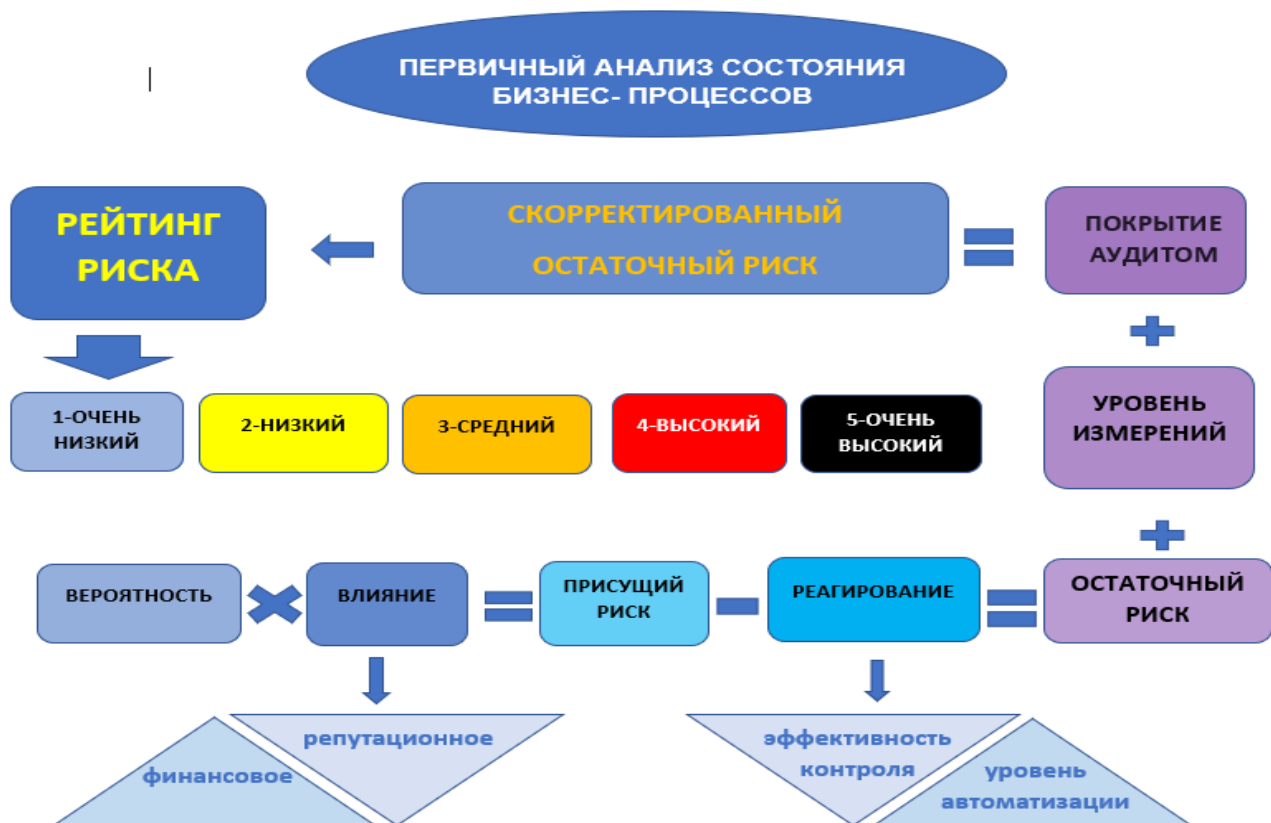 ПЕРВИЧНЫЙ АНАЛИЗ СОСТОЯНИЯ
БИЗНЕС- ПРОЦЕССОВ
РЕЙТИНГ
РИСКА
СКОРРЕКТИРОВАННЫЙ
ОСТАТОЧНЫЙ РИСК
ПОКРЫТИЕ
АУДИТОМ
1-ОЧЕНЬ
НИЗКИЙ
2-НИЗКИЙ
3-СРЕДНИЙ
4-ВЫСОКИЙ
5-ОЧЕНЬ
ВЫСОКИЙ
УРОВЕНЬ
ИЗМЕРЕНИЙ
ВЕРОЯТНОСТЬ
ВЛИЯНИЕ
ПРИСУЩИЙ
РИСК
РЕАГИРОВАНИЕ
ОСТАТОЧНЫЙ
РИСК
финансовое
репутационное
эффективность
контроля
уровень
автоматизации